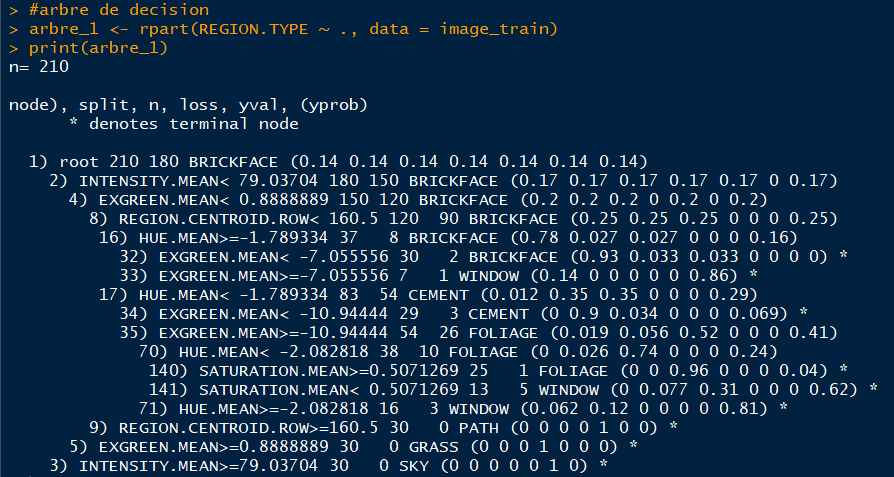 > #arbre de decision
> arbre_1 <- rpart(REGION.TYPE ~ ., data = image_train)
> print(arbre_1)
n= 210

node), split, n, loss, yval, (yprob)
      * denotes terminal node

  1) root 210 180 BRICKFACE (0.14 0.14 0.14 0.14 0.14 0.14 0.14)
    2) INTENSITY.MEAN< 79.03704 180 150 BRICKFACE (0.17 0.17 0.17 0.17 0.17 0 0.17)
      4) EXGREEN.MEAN< 0.8888889 150 120 BRICKFACE (0.2 0.2 0.2 0 0.2 0 0.2)
        8) REGION.CENTROID.ROW< 160.5 120  90 BRICKFACE (0.25 0.25 0.25 0 0 0 0.25)
         16) HUE.MEAN>=-1.789334 37   8 BRICKFACE (0.78 0.027 0.027 0 0 0 0.16)
           32) EXGREEN.MEAN< -7.055556 30   2 BRICKFACE (0.93 0.033 0.033 0 0 0 0) *
           33) EXGREEN.MEAN>=-7.055556 7   1 WINDOW (0.14 0 0 0 0 0 0.86) *
         17) HUE.MEAN< -1.789334 83  54 CEMENT (0.012 0.35 0.35 0 0 0 0.29)
           34) EXGREEN.MEAN< -10.94444 29   3 CEMENT (0 0.9 0.034 0 0 0 0.069) *
           35) EXGREEN.MEAN>=-10.94444 54  26 FOLIAGE (0.019 0.056 0.52 0 0 0 0.41)
             70) HUE.MEAN< -2.082818 38  10 FOLIAGE (0 0.026 0.74 0 0 0 0.24)
              140) SATURATION.MEAN>=0.5071269 25   1 FOLIAGE (0 0 0.96 0 0 0 0.04) *
              141) SATURATION.MEAN< 0.5071269 13   5 WINDOW (0 0.077 0.31 0 0 0 0.62) *
             71) HUE.MEAN>=-2.082818 16   3 WINDOW (0.062 0.12 0 0 0 0 0.81) *
        9) REGION.CENTROID.ROW>=160.5 30   0 PATH (0 0 0 0 1 0 0) *
      5) EXGREEN.MEAN>=0.8888889 30   0 GRASS (0 0 0 1 0 0 0) *
    3) INTENSITY.MEAN>=79.03704 30   0 SKY (0 0 0 0 0 1 0) *